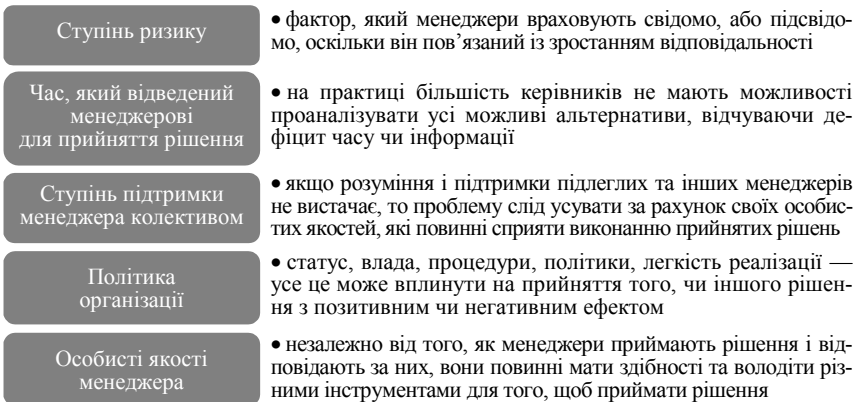 Ступінь ризику
• фактор, який менеджери враховують свідомо, або підсвідо-
мо, оскільки він пов’язаний із зростанням відповідальності
Час, який відведений
менеджерові
для прийняття рішення
• на практиці більшість керівників не мають можливості
проаналізувати усі можливі альтернативи, відчуваючи де-
фіцит часу чи інформації
Ступінь підтримки
менеджера колективом
• якщо розуміння і підтримки підлеглих та інших менеджерів
не вистачає, то проблему слід усувати за рахунок своїх особис-
тих якостей, які повинні сприяти виконанню прийнятих рішень
Політика
організації
• статус, влада, процедури, політики, легкість реалізації —
усе це може вплинути на прийняття того, чи іншого рішен-
ня з позитивним чи негативним ефектом
Особисті якості
менеджера
• незалежно від того, як менеджери приймають рішення і від-
повідають за них, вони повинні мати здібності та володіти різ-
ними інструментами для того, щоб приймати рішення